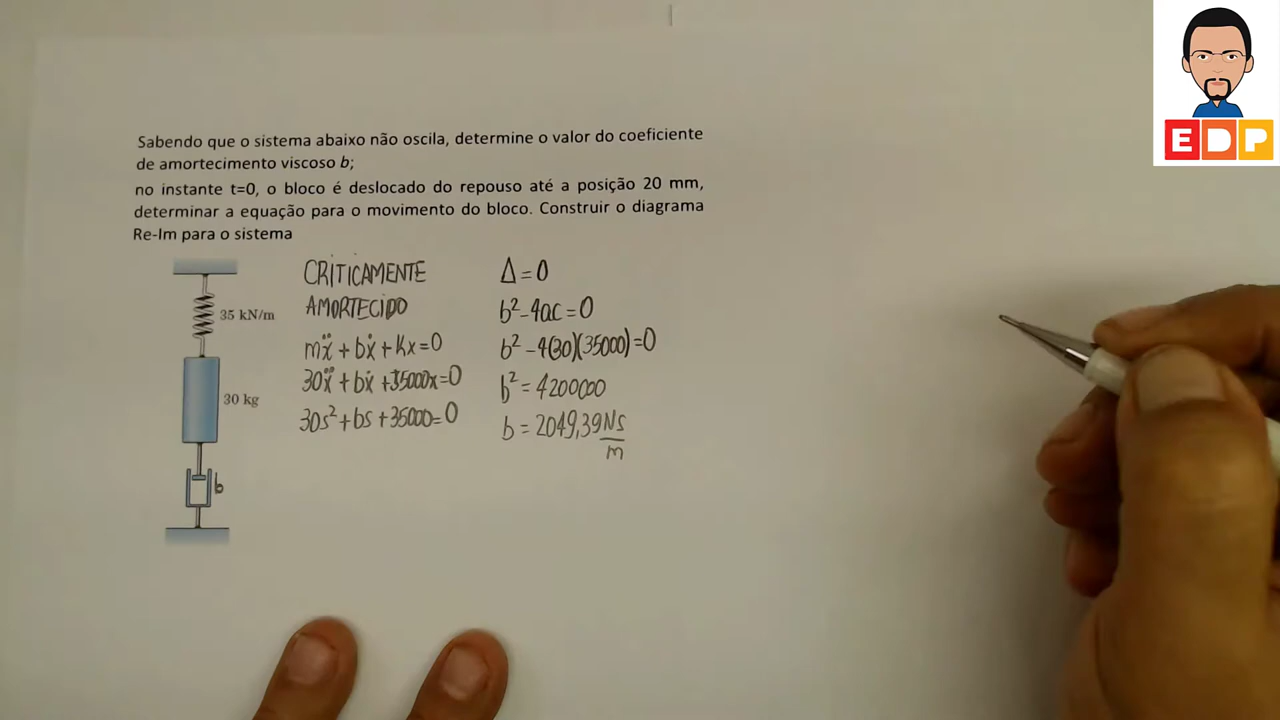 Sabendo que o sistema abaixo não oscila, determine o valor do coeficiente
de amortecimento viscoso b;
no instante t=0, o bloco é deslocado do repouso até a posição 20 mm,
determinar a equação para o movimento do bloco. Construir o diagrama
Re-Im para o sistema
35 kN/m
30 kg
b
CRÍTICAMENTE
AMORTECIDO
mẍ + bẋ + kx = 0
30ẍ + bẋ + 35000x = 0
30s² + bs + 35000 = 0
Δ = 0
b² - 4ac = 0
b² - 4(30)(35000) = 0
b² = 4200000
b = 2049,39 Ns
m
EDP